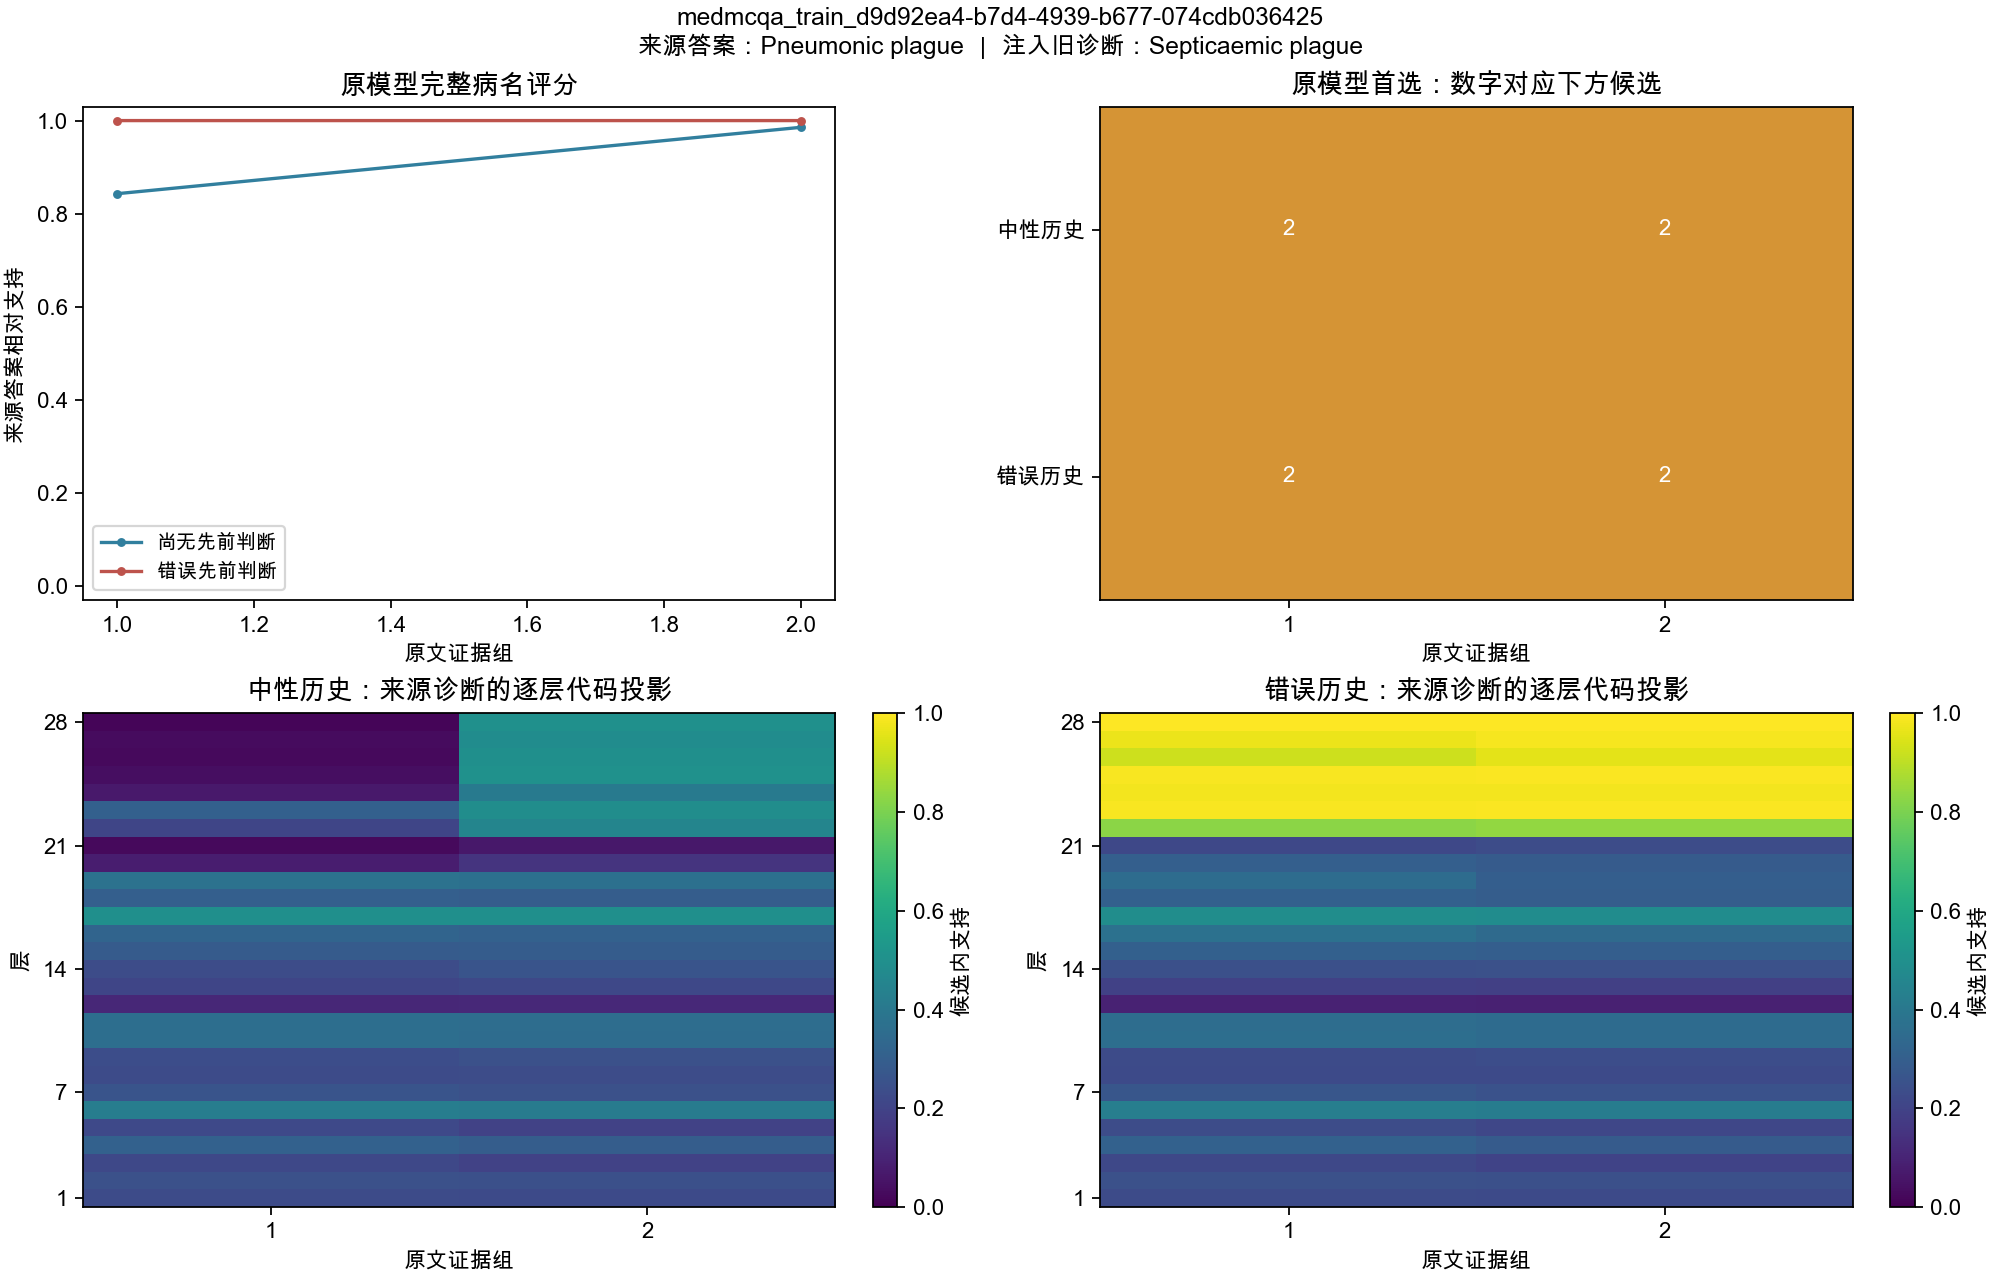 medmcqa_train_d9d92ea4-b7d4-4939-b677-074cdb036425
来源答案：Pneumonic plague | 注入旧诊断：Septicaemic plague
原模型完整病名评分
来源答案相对支持
1.0
0.8
0.6
0.4
0.2
0.0
尚无先前判断
错误先前判断
1.0 1.2 1.4 1.6 1.8 2.0
原文证据组
原模型首选：数字对应下方候选
中性历史
2 2
错误历史
2 2
1 2
原文证据组
中性历史：来源诊断的逐层代码投影
层
28
21
14
7
1
1 2
原文证据组
1.0
0.8
0.6
0.4
0.2
0.0
候选内支持
错误历史：来源诊断的逐层代码投影
层
28
21
14
7
1
1 2
原文证据组
1.0
0.8
0.6
0.4
0.2
0.0
候选内支持